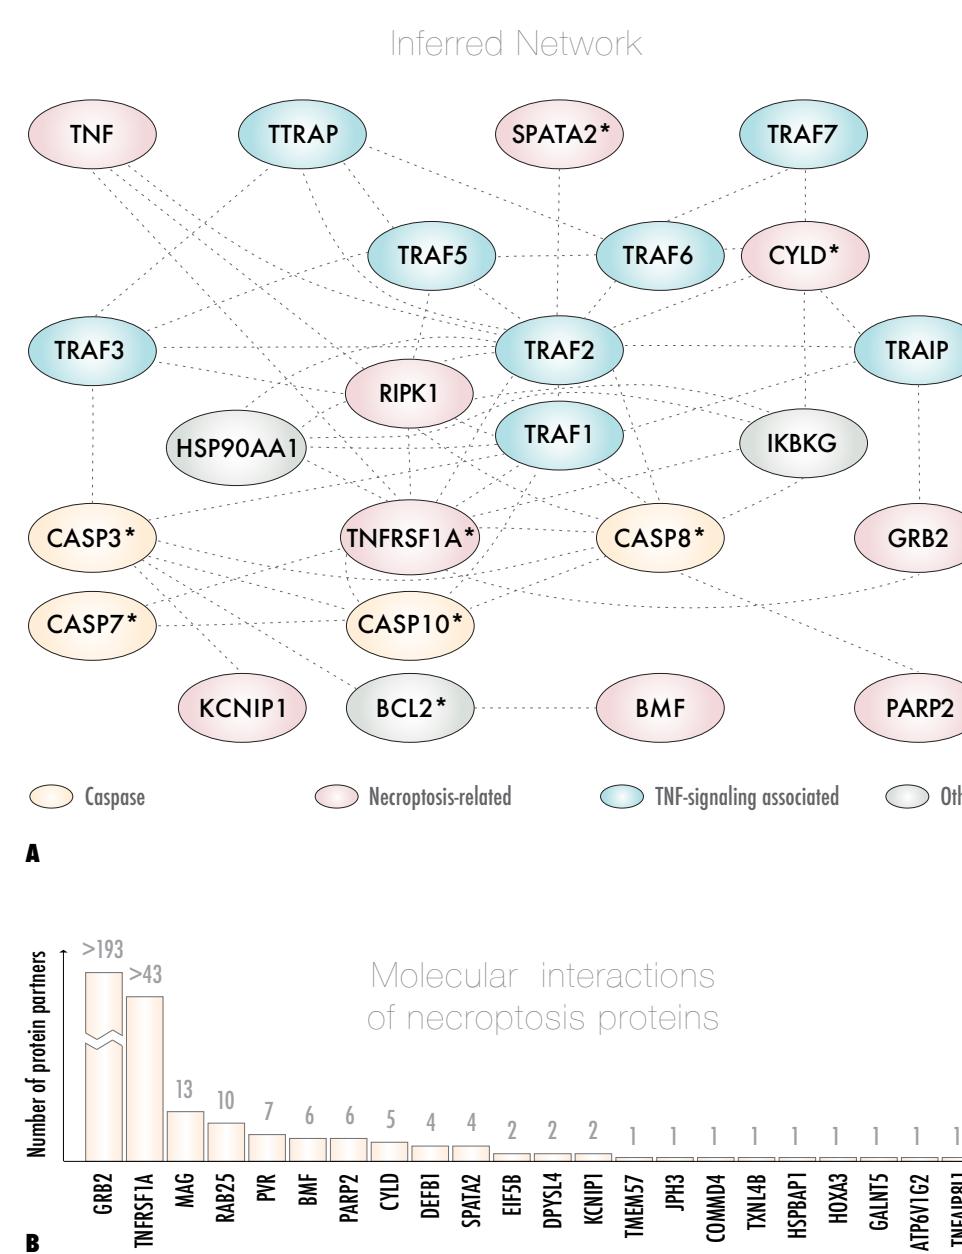 Inferred Network
TNF
TTRAP
SPATA2*
TRAF7
TRAF5
TRAF6
CYLD*
TRAF3
TRAF2
TRAIP
RIPK1
TRAF1
HSP90AA1
IKBKG
CASP3*
TNFRSF1A*
CASP8*
GRB2
CASP7*
CASP10*
KCNIP1
BCL2*
BMF
PARP2
Caspase
Necroptosis-related
TNF-signaling associated
A
Number of protein partners
Molecular interactions
of necroptosis proteins
>193
>43
13
10
7
6
6
5
4
4
2
2
2
1
1
1
1
1
1
1
1
1
GRB2
TNFRSF1A
MAG
RAB25
PYR
BMF
PARP2
CYLD
DEFB1
SPATA2
EIF5B
DPYSL4
KCNIP1
TMEM57
JPH3
COMMD4
TXNL4B
HSPBAP1
HOXA3
GALNT5
ATP6V1G2
B